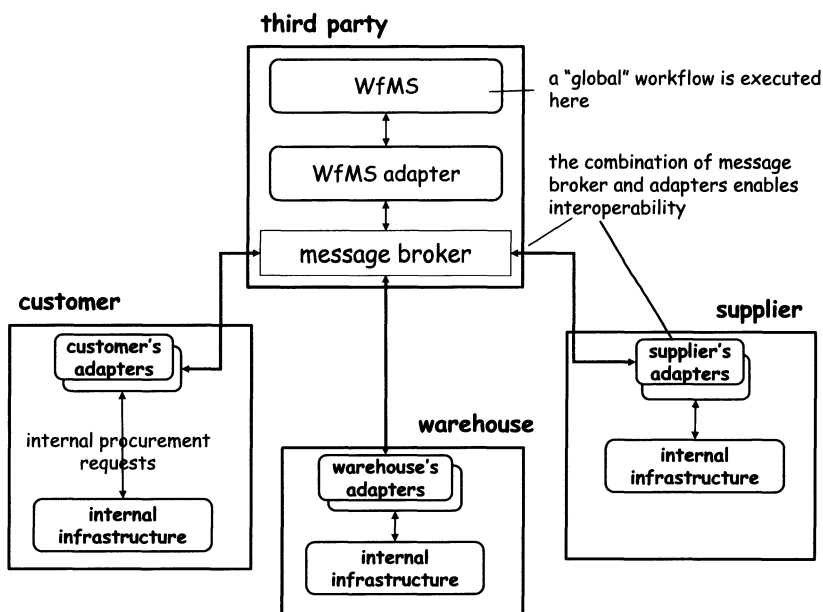 third party
WfMS
a “global” workflow is executed
here
WfMS adapter
the combination of message
broker and adapters enables
interoperability
message broker
customer
customer's
adapters
internal procurement
requests
internal
infrastructure
warehouse
warehouse's
adapters
internal
infrastructure
supplier
supplier's
adapters
internal
infrastructure